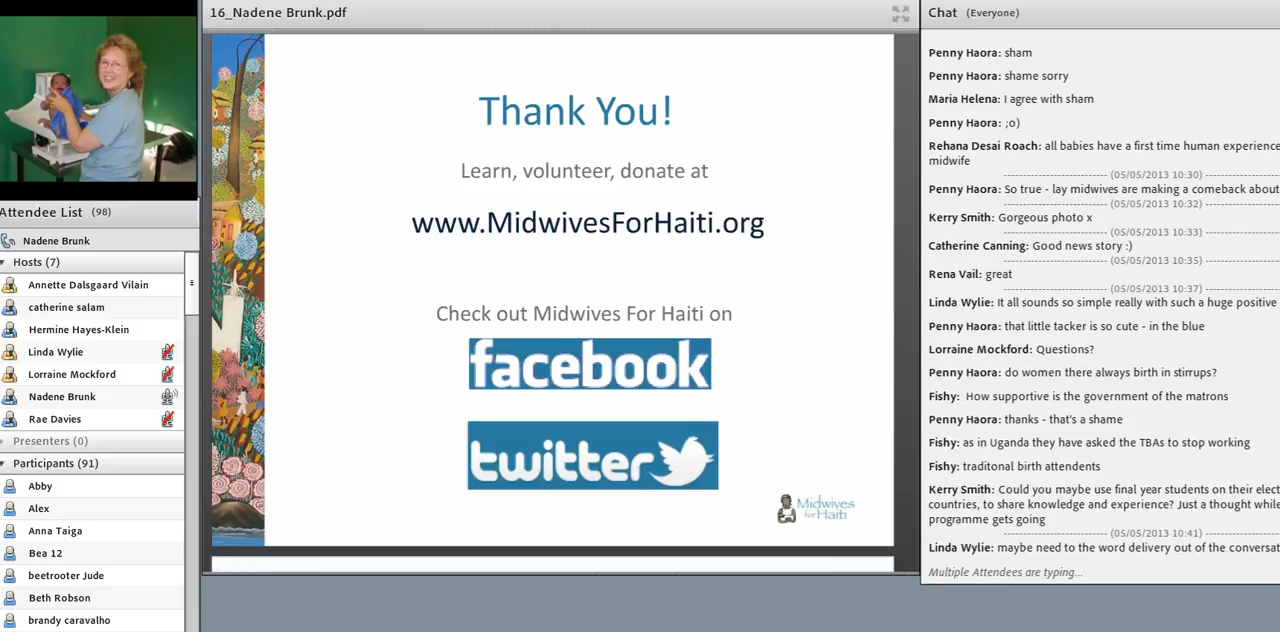 16_Nadene Brunk.pdf
Thank You!
Learn, volunteer, donate at
www.MidwivesForHaiti.org
Check out Midwives For Haiti on
facebook
twitter
Midwives
for Haiti
Attendee List (98)
Nadene Brunk
Hosts (7)
Annette Dalsgaard Vilain
catherine salam
Hermine Hayes-Klein
Linda Wylie
Lorraine Mockford
Nadene Brunk
Rae Davies
Presenters (0)
Participants (91)
Abby
Alex
Anna Taiga
Bea 12
beetrooter Jude
Beth Robson
brandy caravalho
Chat (Everyone)
Penny Haora: sham
Penny Haora: shame sorry
Maria Helena: I agree with sham
Penny Haora: ;o)
Rehana Desai Roach: all babies have a first time human experience
midwife
(05/05/2013 10:30)
Penny Haora: So true - lay midwives are making a comeback about
(05/05/2013 10:32)
Kerry Smith: Gorgeous photo x
(05/05/2013 10:33)
Catherine Canning: Good news story :)
(05/05/2013 10:35)
Rena Vail: great
(05/05/2013 10:37)
Linda Wylie: It all sounds so simple really with such a huge positive
Penny Haora: that little tacker is so cute - in the blue
Lorraine Mockford: Questions?
Penny Haora: do women there always birth in stirrups?
Fishy: How supportive is the government of the matrons
Penny Haora: thanks - that's a shame
Fishy: as in Uganda they have asked the TBAs to stop working
Fishy: traditonal birth attendents
Kerry Smith: Could you maybe use final year students on their elect
countries, to share knowledge and experience? Just a thought while
programme gets going
(05/05/2013 10:41)
Linda Wylie: maybe need to the word delivery out of the conversat
Multiple Attendees are typing...